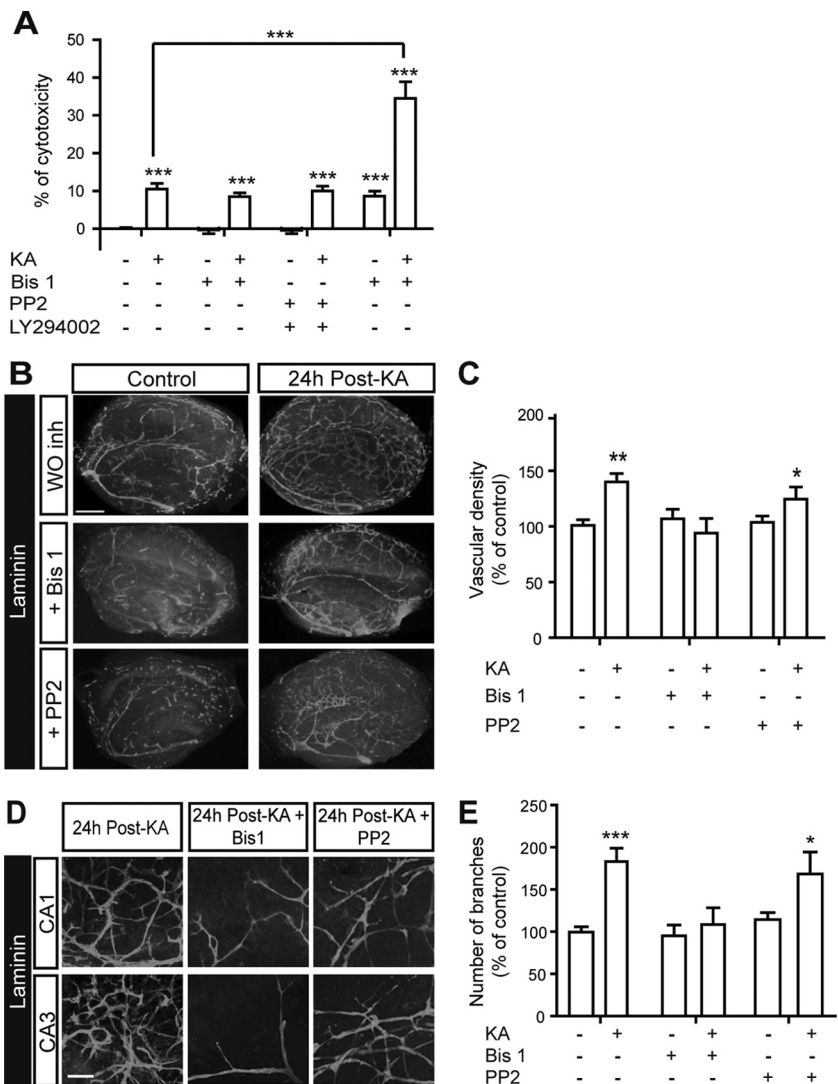 A
***
***
***
***
***
***
50
40
30
20
10
0
% of cytotoxicity
KA - + - + - + - +
Bis 1 - - + + - - + +
PP2 - - - - + + - -
LY294002 - - - - + + - -
B
Control
24h Post-KA
Laminin
WO inh
+ Bis 1
+ PP2
C
200
150
100
50
0
Vascular density
(% of control)
**
*
KA - + - + - +
Bis 1 - - + + - -
PP2 - - - - + +
D
24h Post-KA
24h Post-KA +
Bis1
24h Post-KA +
PP2
Laminin
CA1
CA3
E
250
200
150
100
50
0
Number of branches
(% of control)
***
*
KA - + - + - +
Bis 1 - - + + - -
PP2 - - - - + +